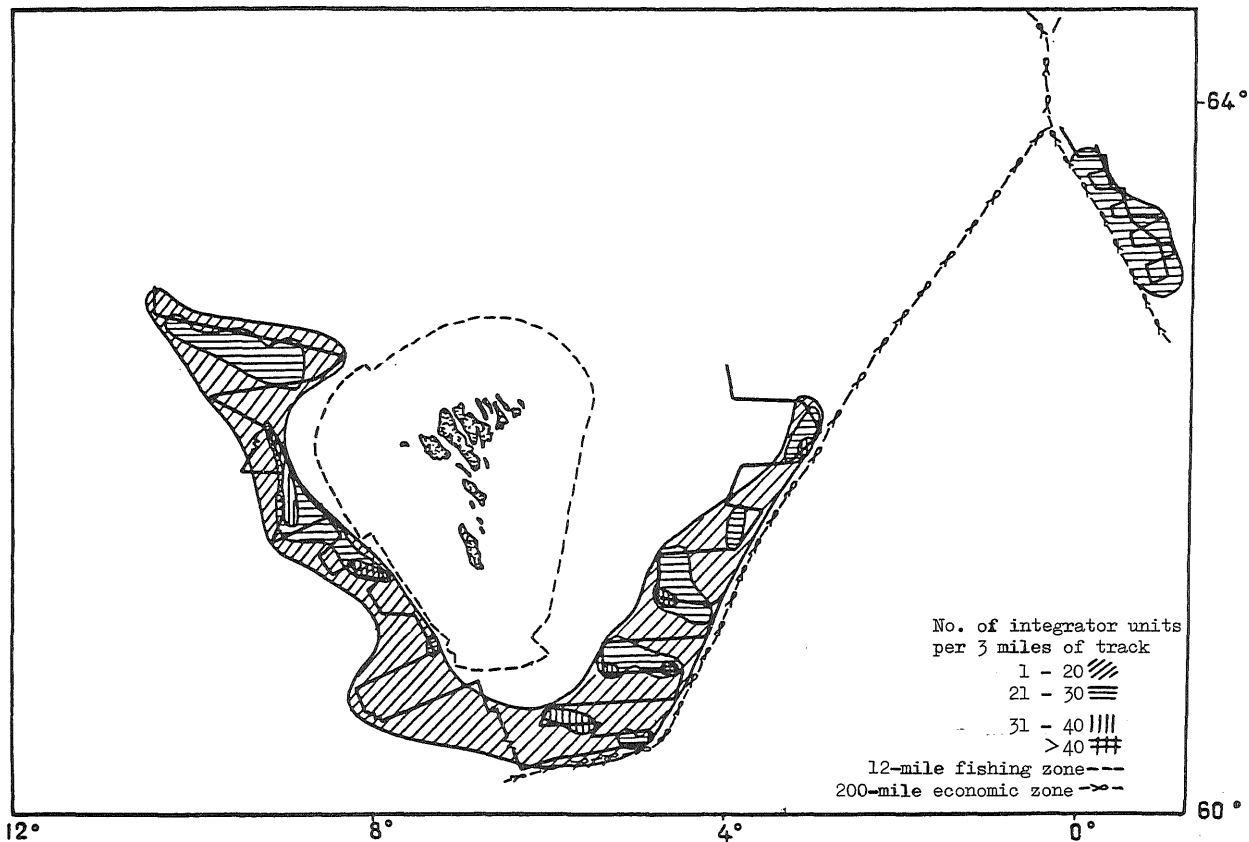 64°
No. of integrator units
per 3 miles of track
1 - 20
21 - 30
31 - 40
>40
12-mile fishing zone
200-mile economic zone
60°
12° 8° 4° 0°